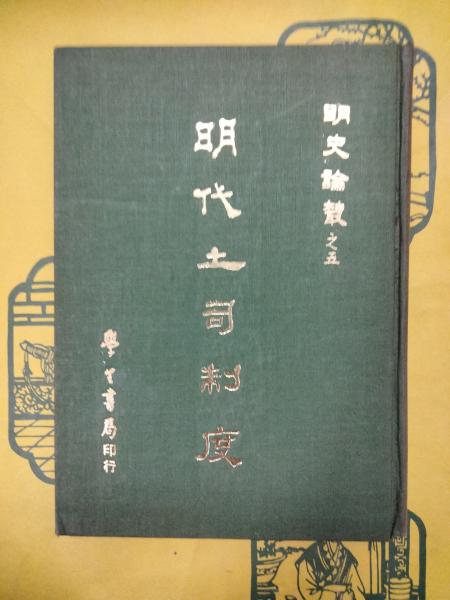 明史論叢之五
明代土司制度
學生書局印行